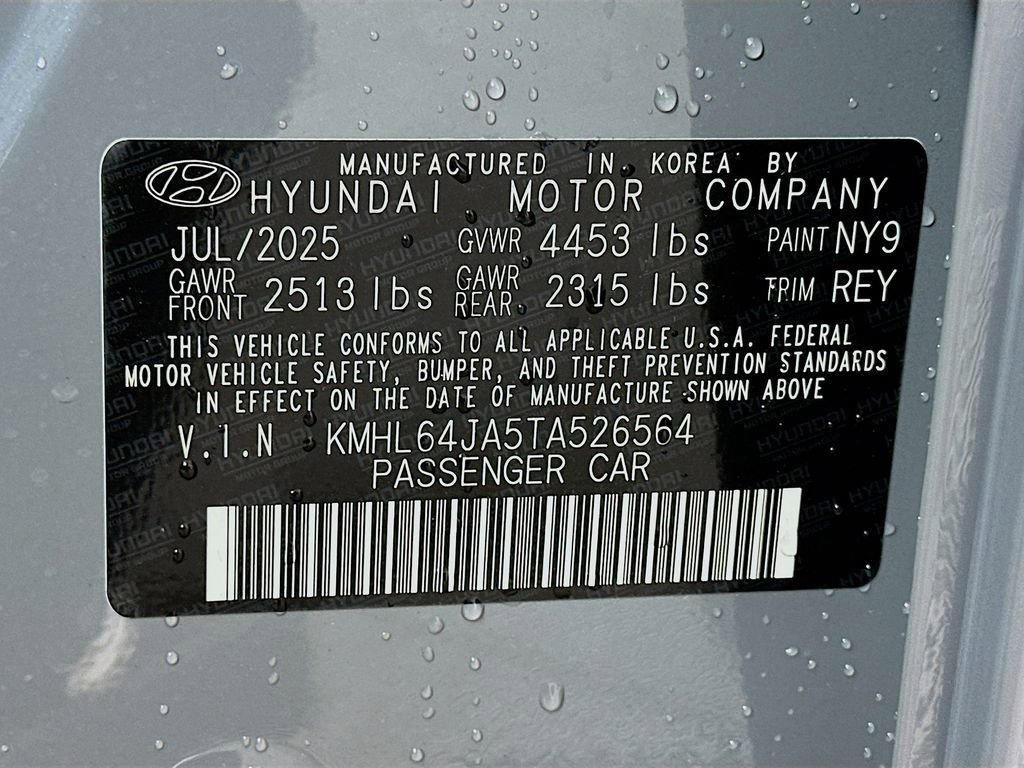 MANUFACTURED IN KOREA BY
HYUNDAI MOTOR COMPANY
JUL/2025 GVWR 4453 lbs PAINT NY9
GAWR FRONT 2513 lbs GAWR REAR 2315 lbs TRIM REY
THIS VEHICLE CONFORMS TO ALL APPLICABLE U.S.A. FEDERAL
MOTOR VEHICLE SAFETY, BUMPER, AND THEFT PREVENTION STANDARDS
IN EFFECT ON THE DATE OF MANUFACTURE SHOWN ABOVE
V.I.N KMHL64JA5TA526564
PASSENGER CAR